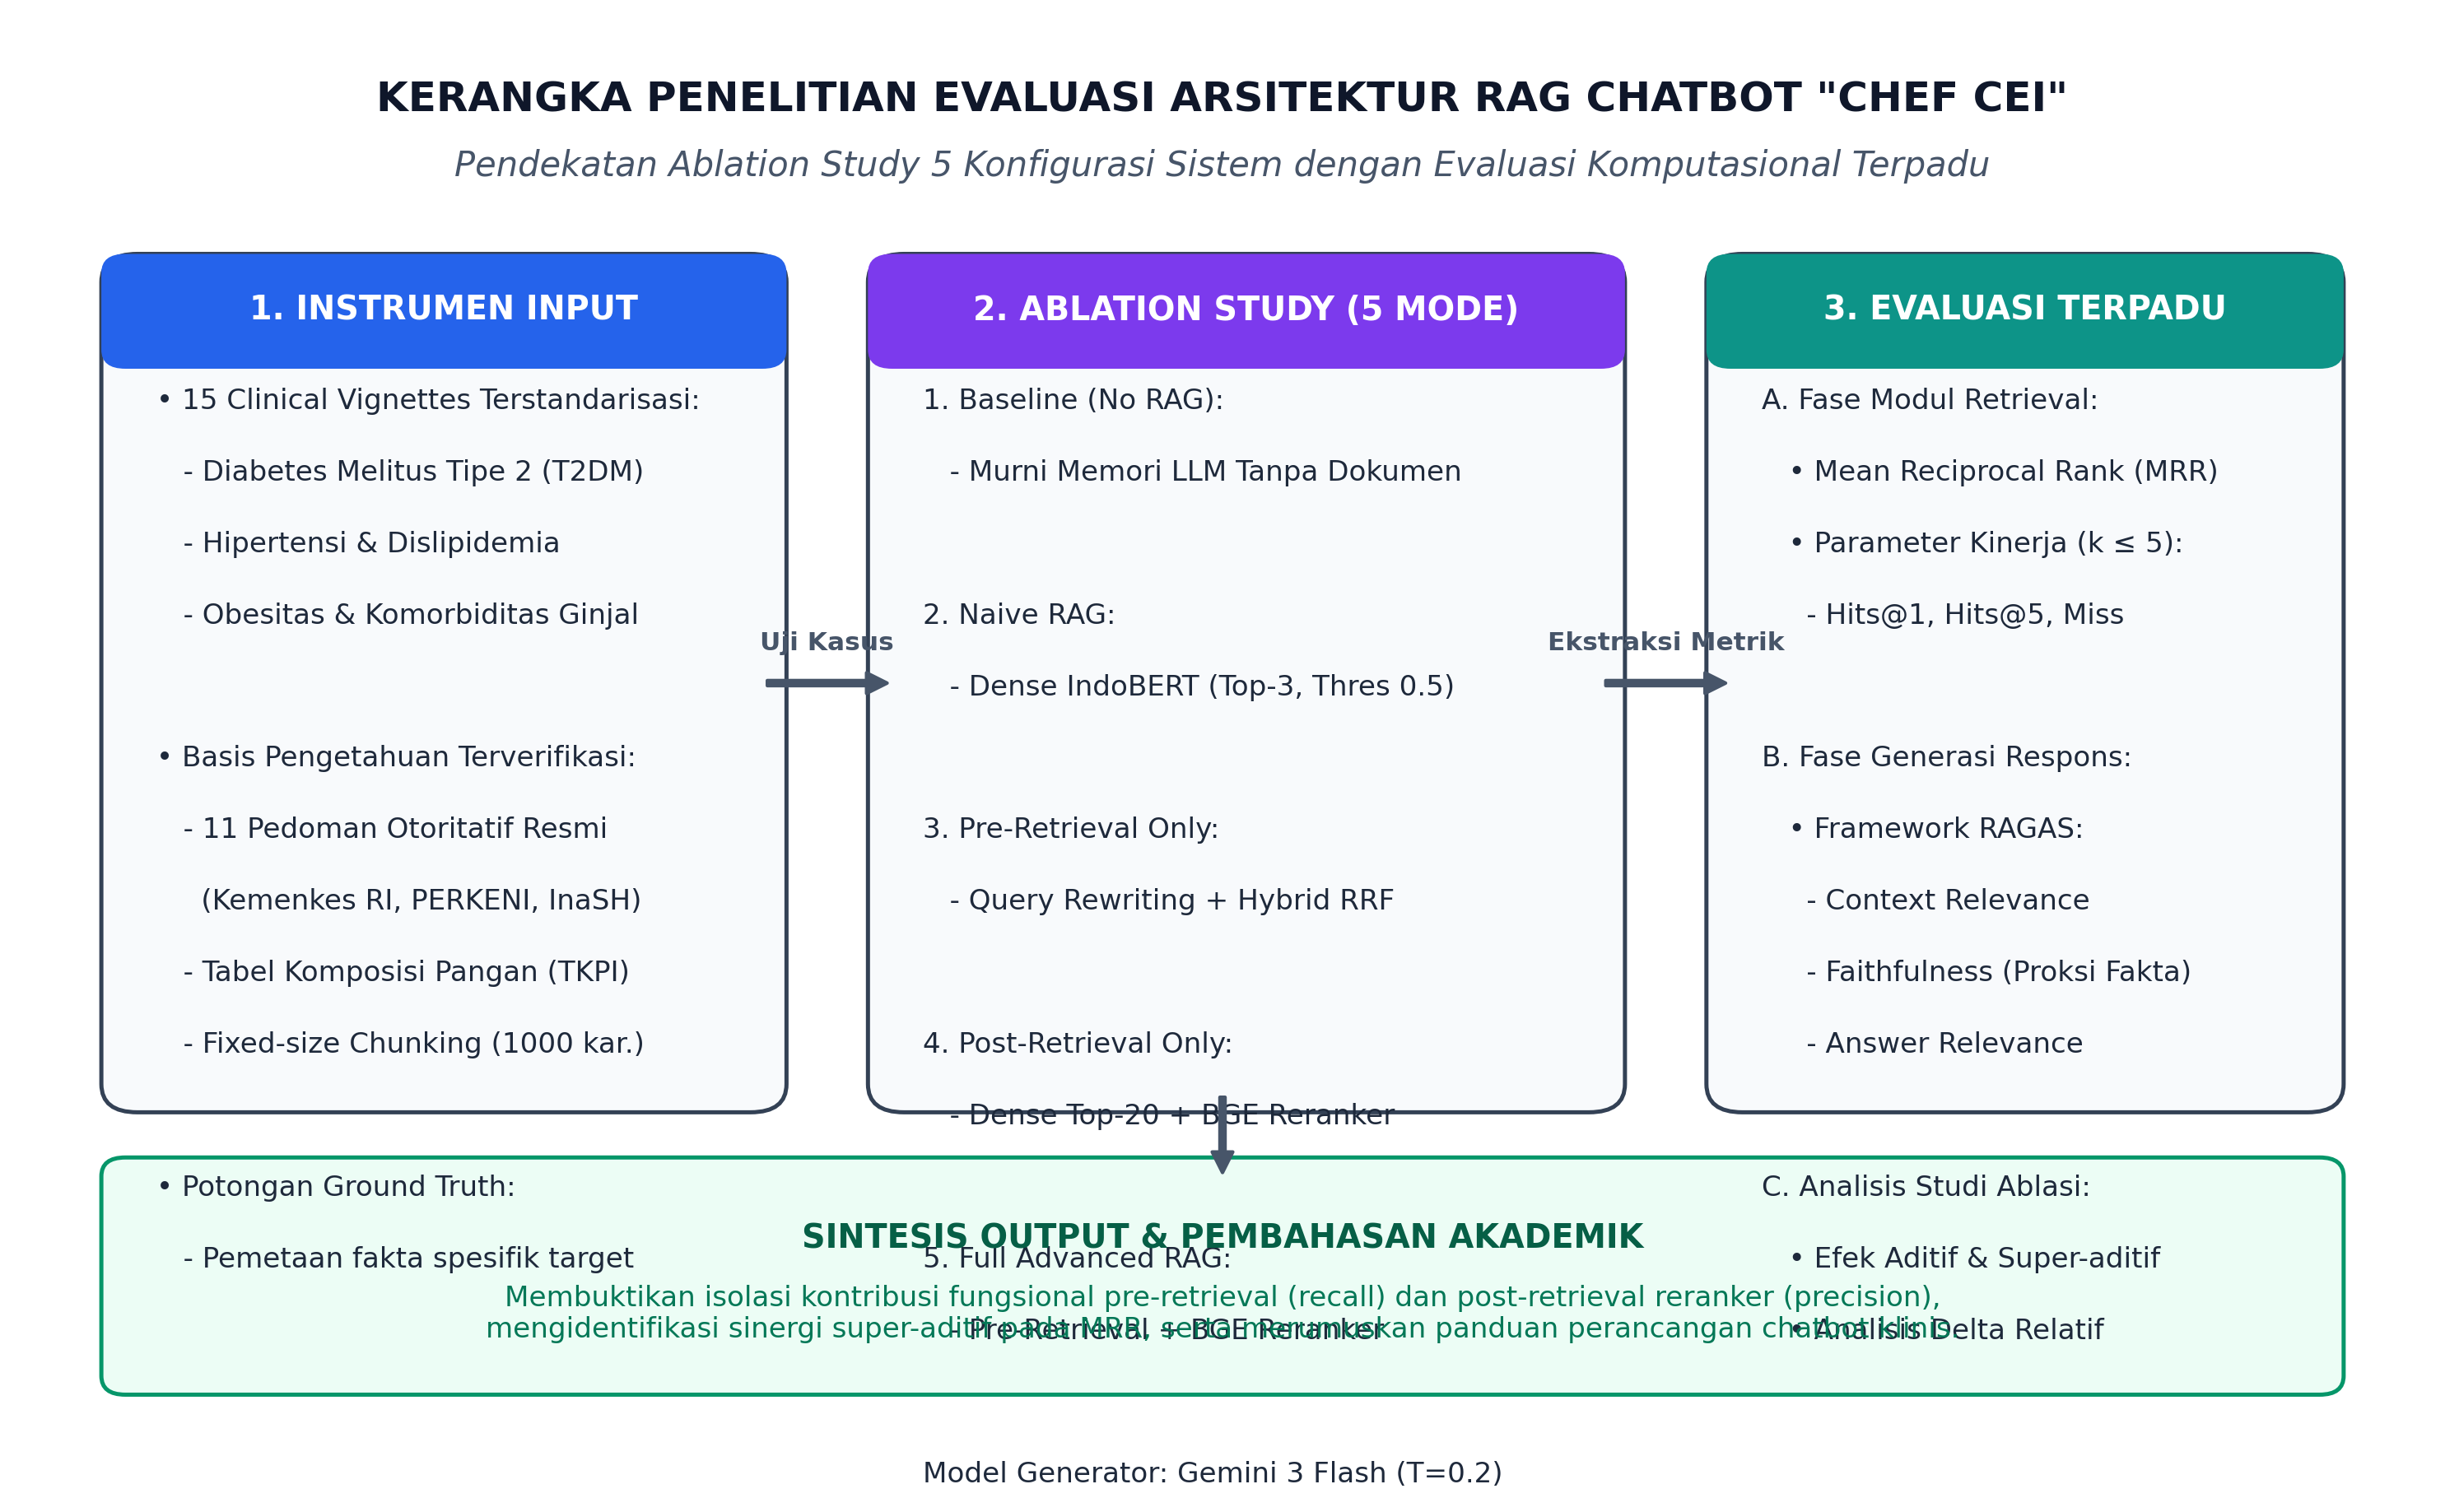 KERANGKA PENELITIAN EVALUASI ARSITEKTUR RAG CHATBOT "CHEF CEI"
Pendekatan Ablation Study 5 Konfigurasi Sistem dengan Evaluasi Komputasional Terpadu
1. INSTRUMEN INPUT
• 15 Clinical Vignettes Terstandarisasi:
- Diabetes Melitus Tipe 2 (T2DM)
- Hipertensi & Dislipidemia
- Obesitas & Komorbiditas Ginjal
• Basis Pengetahuan Terverifikasi:
- 11 Pedoman Otoritatif Resmi
(Kemenkes RI, PERKENI, InaSH)
- Tabel Komposisi Pangan (TKPI)
- Fixed-size Chunking (1000 kar.)
• Potongan Ground Truth:
- Pemetaan fakta spesifik target
Uji Kasus
2. ABLATION STUDY (5 MODE)
1. Baseline (No RAG):
- Murni Memori LLM Tanpa Dokumen
2. Naive RAG:
- Dense IndoBERT (Top-3, Thres 0.5)
3. Pre-Retrieval Only:
- Query Rewriting + Hybrid RRF
4. Post-Retrieval Only:
- Dense Top-20 + BGE Reranker
5. Full Advanced RAG:
- Pre-Retrieval + BGE Reranker
Model Generator: Gemini 3 Flash (T=0.2)
Ekstraksi Metrik
3. EVALUASI TERPADU
A. Fase Modul Retrieval:
• Mean Reciprocal Rank (MRR)
• Parameter Kinerja (k ≤ 5):
- Hits@1, Hits@5, Miss
B. Fase Generasi Respons:
• Framework RAGAS:
- Context Relevance
- Faithfulness (Proksi Fakta)
- Answer Relevance
C. Analisis Studi Ablasi:
• Efek Aditif & Super-aditif
• Analisis Delta Relatif
SINTESIS OUTPUT & PEMBAHASAN AKADEMIK
Membuktikan isolasi kontribusi fungsional pre-retrieval (recall) dan post-retrieval reranker (precision),
mengidentifikasi sinergi super-aditif pada MRR, serta merumuskan panduan perancangan chatbot klinis.